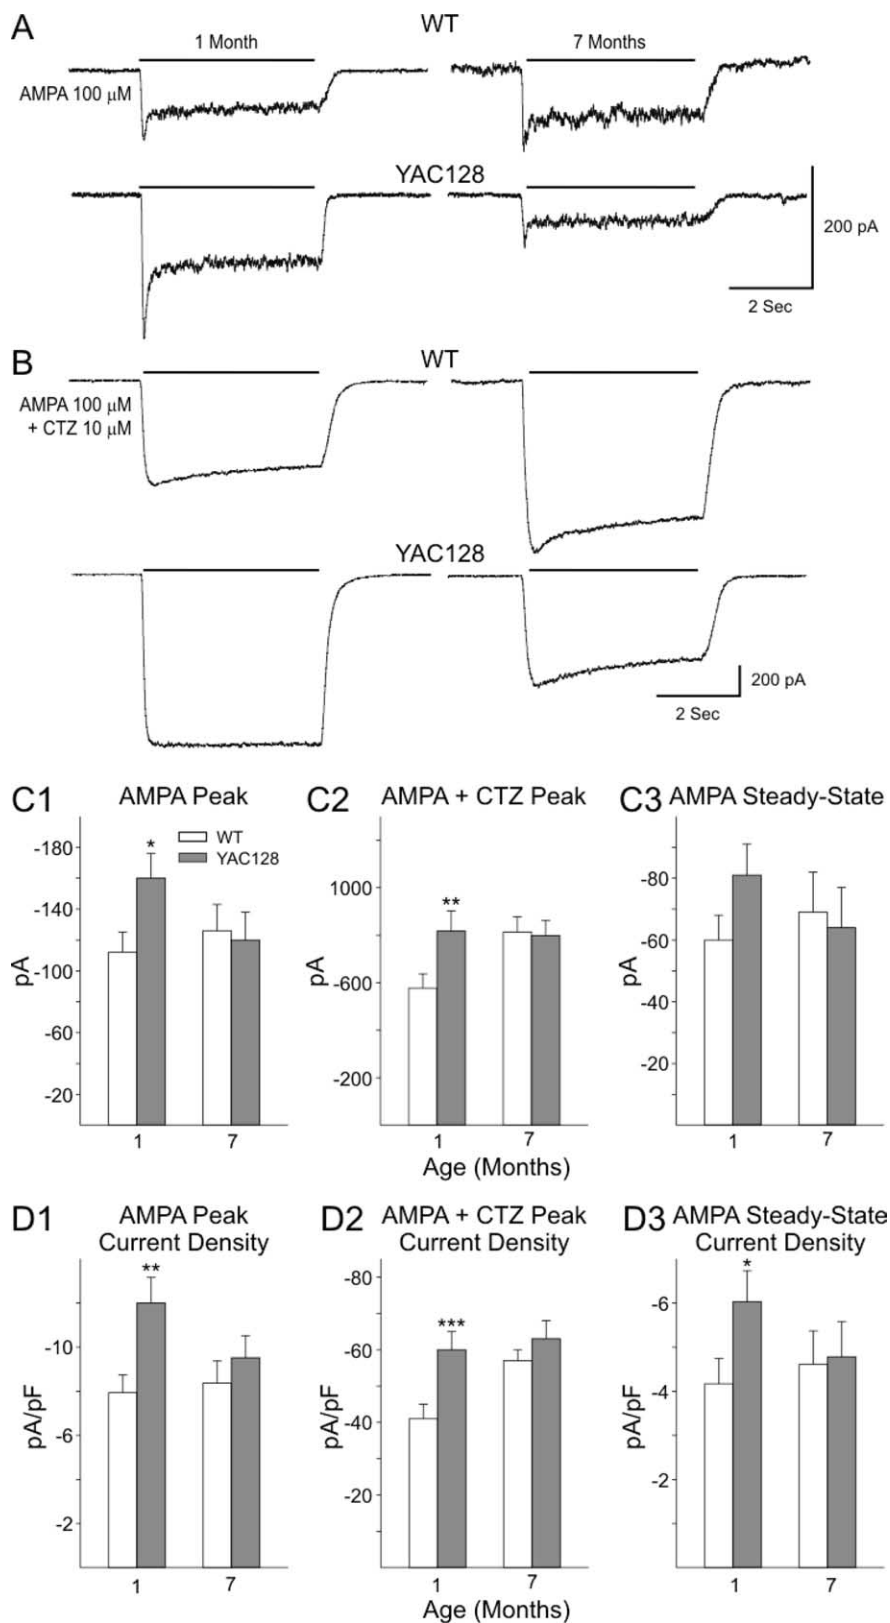 A
WT
1 Month
7 Months
AMPA 100 μM
YAC128
200 pA
2 Sec
B
WT
AMPA 100 μM
+ CTZ 10 μM
YAC128
200 pA
2 Sec
C1
AMPA Peak
C2
AMPA + CTZ Peak
C3
AMPA Steady-State
-180
-140
-100
-60
-20
pA
*
WT
YAC128
1
7
1000
-600
-200
pA
**
1
7
Age (Months)
-80
-60
-40
-20
pA
1
7
D1
AMPA Peak
Current Density
D2
AMPA + CTZ Peak
Current Density
D3
AMPA Steady-State
Current Density
-10
-6
-2
pA/pF
**
1
7
-80
-60
-40
-20
pA/pF
***
1
7
Age (Months)
-6
-4
-2
pA/pF
*
1
7